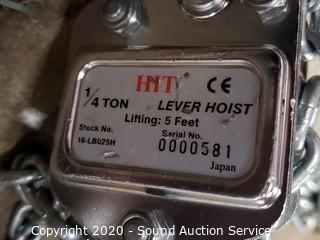 HIT® CE
1/4 TON LEVER HOIST
Lifting: 5 Feet
Stock No. Serial No.
16-LB025H 0000581
Japan
Copyright 2020 - Sound Auction Service